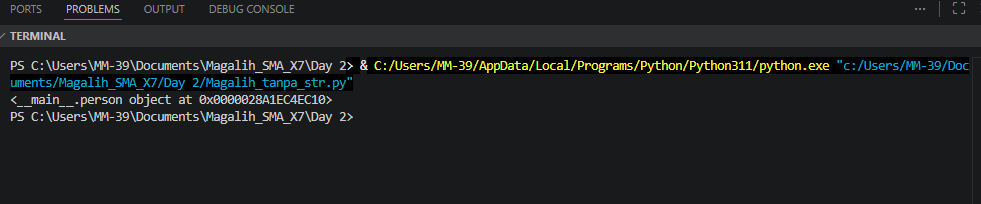 PORTS PROBLEMS OUTPUT DEBUG CONSOLE ...
TERMINAL
PS C:\Users\MM-39\Documents\Magalih_SMA_X7\Day 2> & C:/Users/MM-39/AppData/Local/Programs/Python/Python311/python.exe "c:/Users/MM-39/Doc
uments/Magalih_SMA_X7/Day 2/Magalih_tanpa_str.py"
<__main__.person object at 0x0000028A1EC4EC10>
PS C:\Users\MM-39\Documents\Magalih_SMA_X7\Day 2>